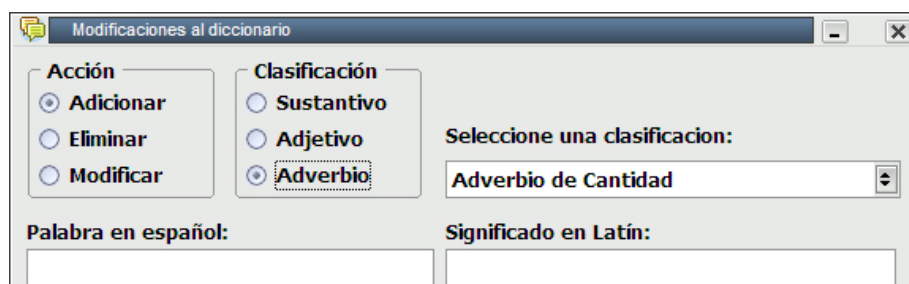 Modificaciones al diccionario
Acción
Adicionar
Eliminar
Modificar
Clasificación
Sustantivo
Adjetivo
Adverbio
Seleccione una clasificacion:
Adverbio de Cantidad
Palabra en español:
Significado en Latín: